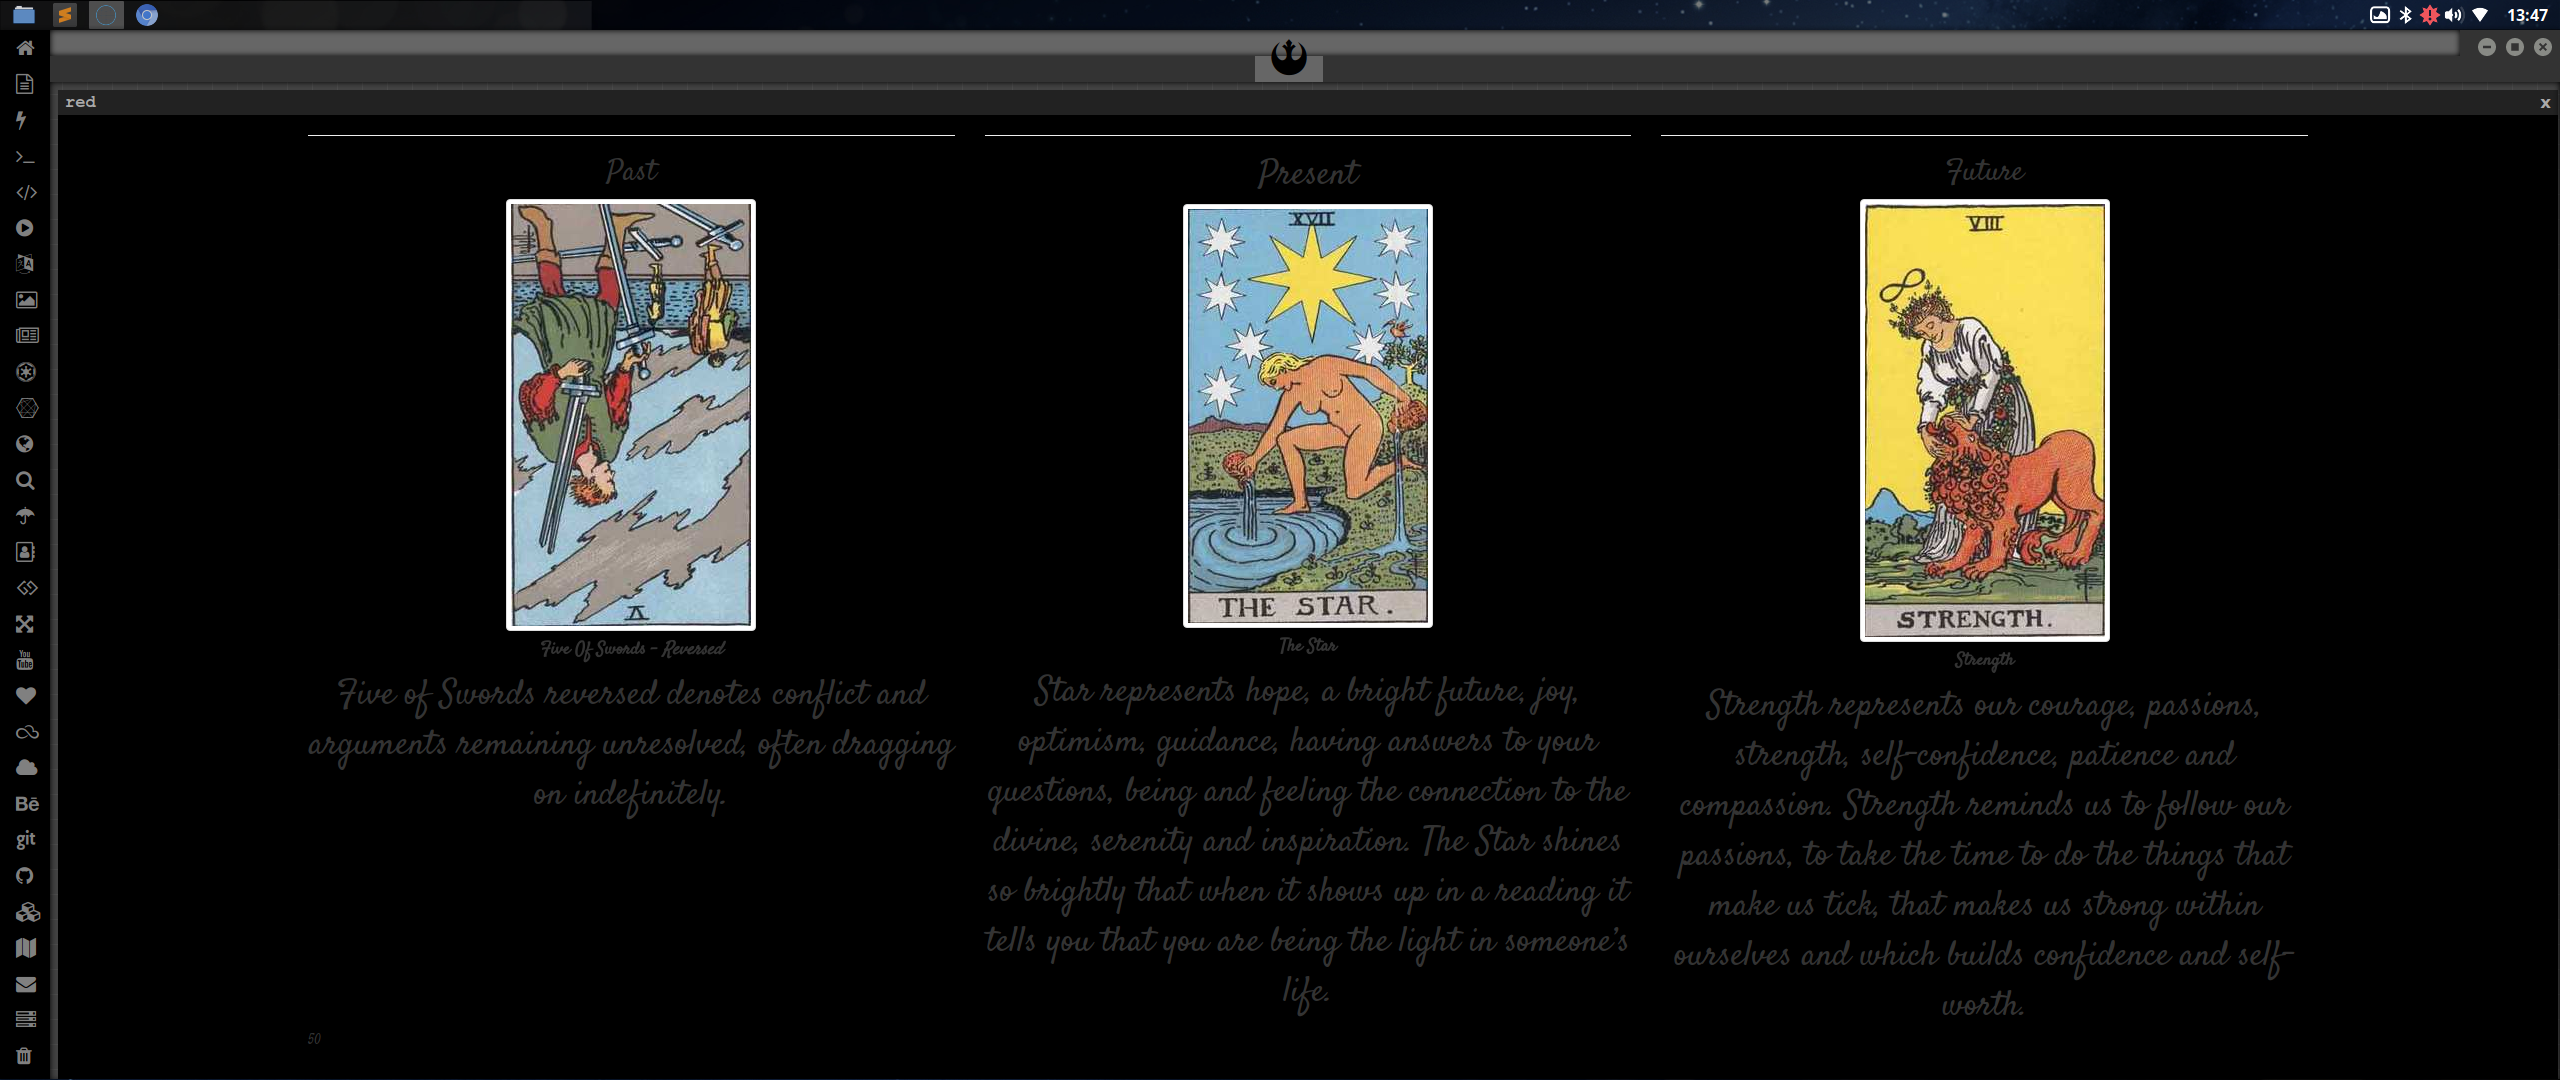 13:47
red
x
Past
V
Five Of Swords - Reversed
Five of Swords reversed denotes conflict and
arguments remaining unresolved, often dragging
on indefinitely.
Present
XVII
THE STAR.
The Star
Star represents hope, a bright future, joy,
optimism, guidance, having answers to your
questions, being and feeling the connection to the
divine, serenity and inspiration. The Star shines
so brightly that when it shows up in a reading it
tells you that you are being the light in someone's
life.
Future
VIII
STRENGTH.
Strength
Strength represents our courage, passions,
strength, self-confidence, patience and
compassion. Strength reminds us to follow our
passions, to take the time to do the things that
make us tick, that makes us strong within
ourselves and which builds confidence and self-
worth.
50
You
Tube
Bē
git